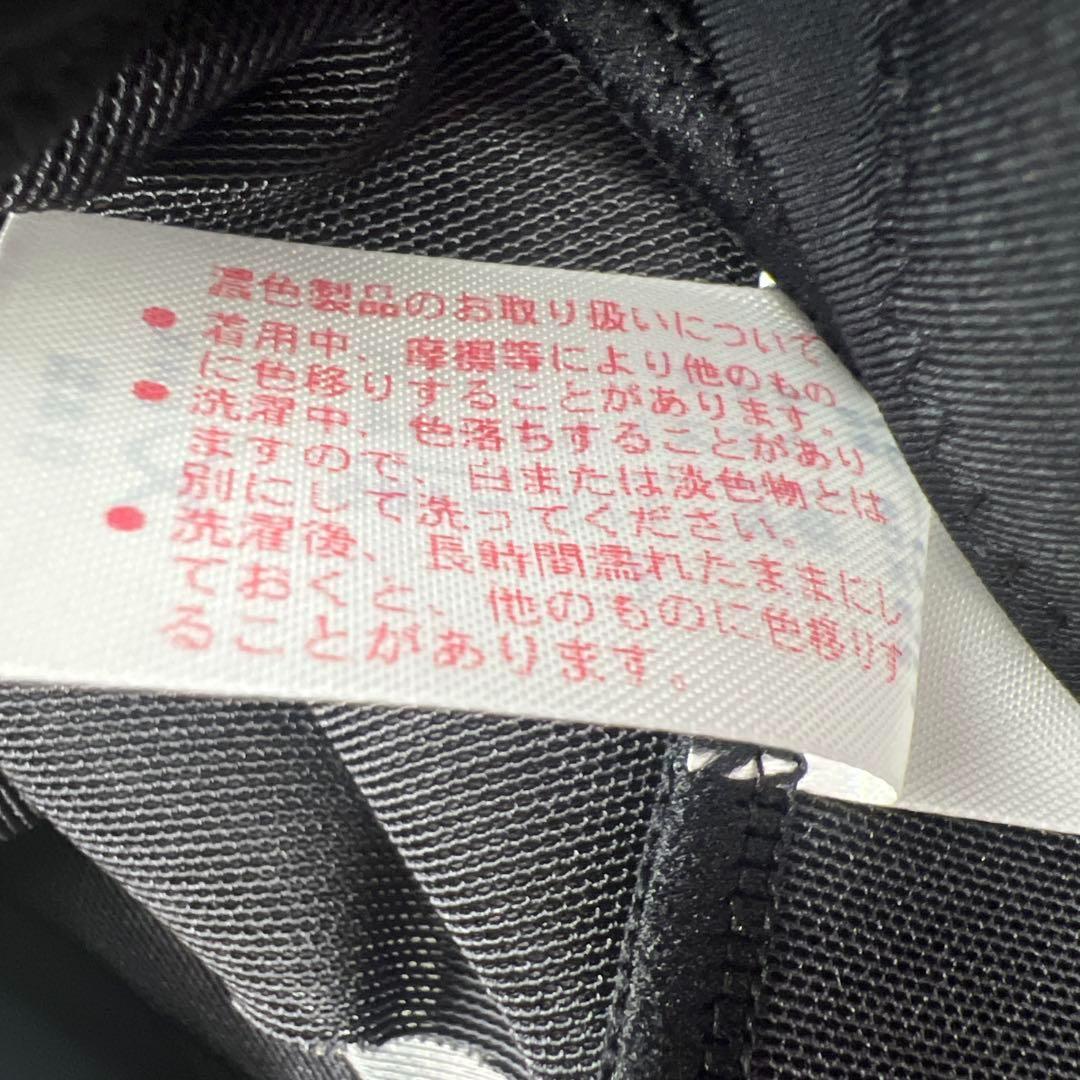 濃色製品のお取り扱いについて
● 着用中、摩擦等により他のもの
に色移りすることがあります。
● 洗濯中、色落ちすることがあり
ますので、白または淡色物とは
別にして洗ってください。
● 洗濯後、長時間濡れたままにし
ておくと、他のものに色移りす
ることがあります。